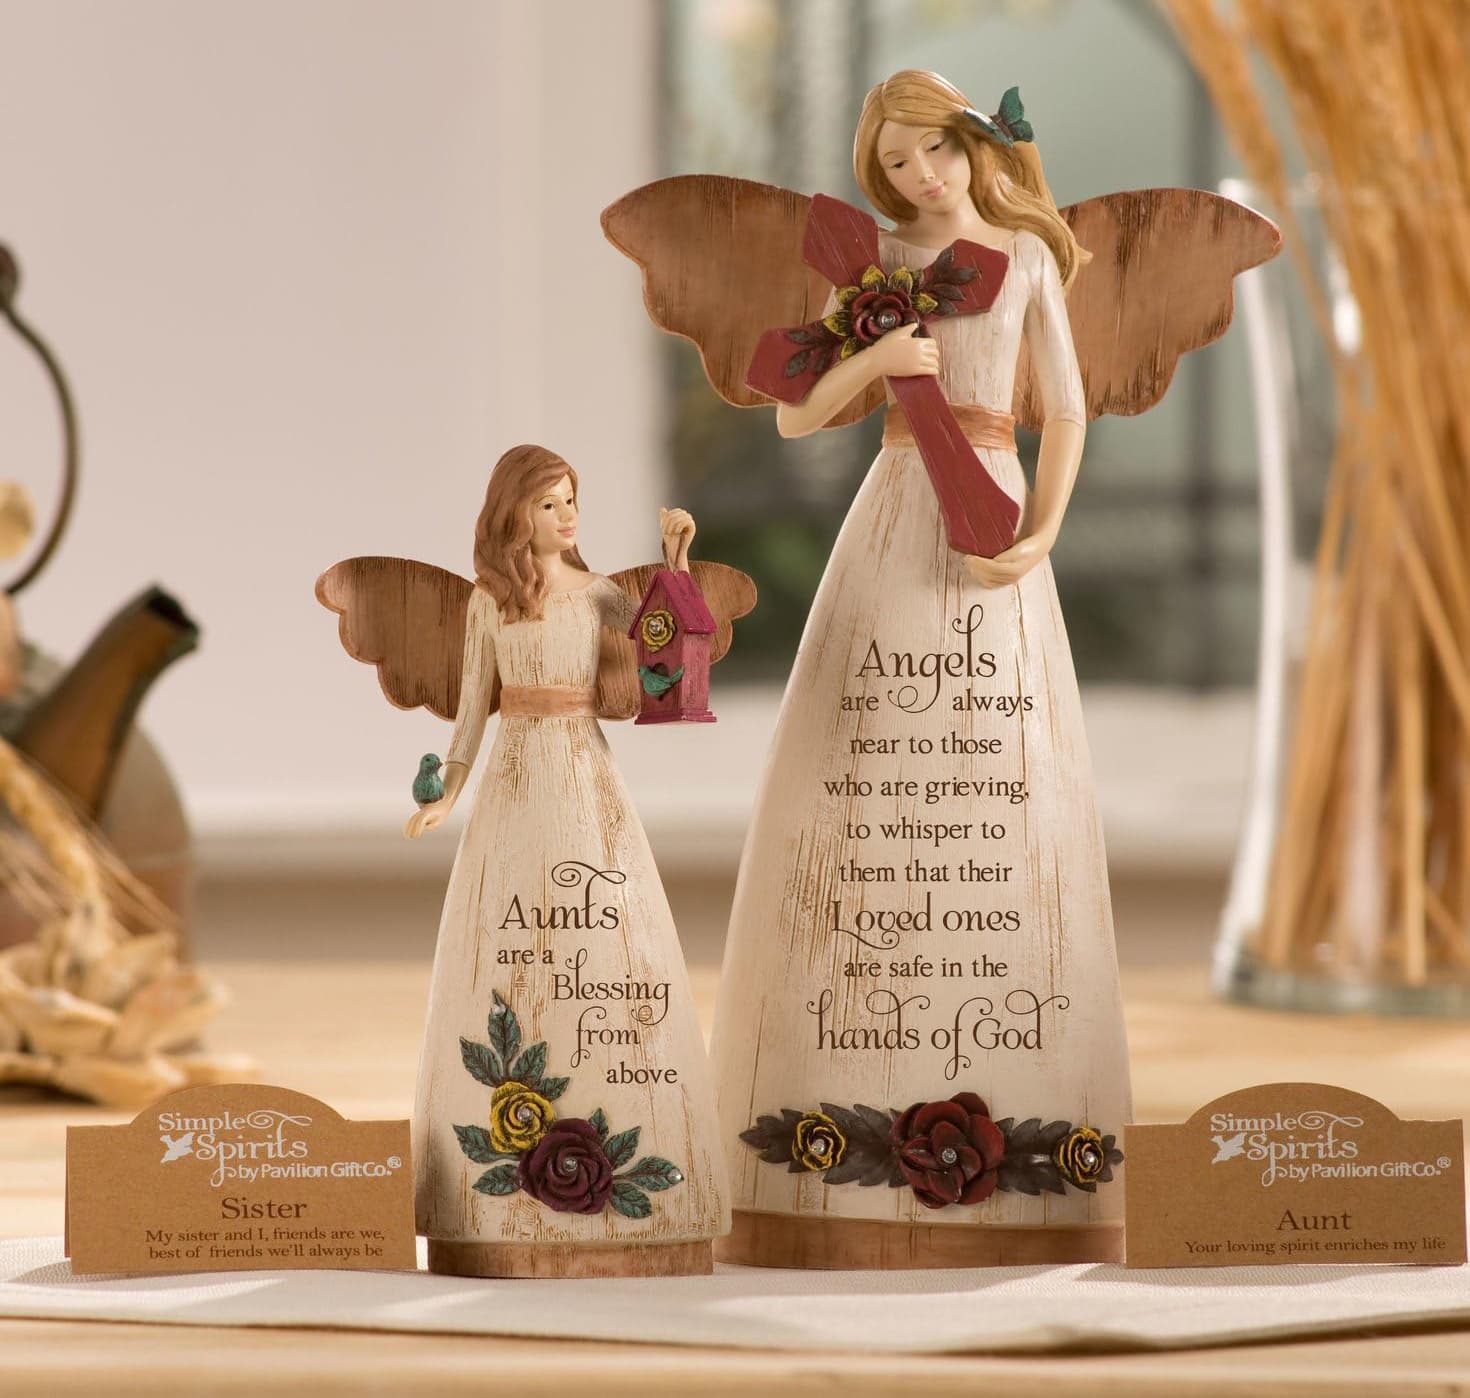 Angels
are always
near to those
who are grieving,
to whisper to
them that their
Loved ones
are safe in the
hands of God
Aunts
are a
Blessing
from
above
Simple
Spirits
by Pavilion Gift Co.®
Sister
My sister and I, friends are we,
best of friends we'll always be
Simple
Spirits
by Pavilion Gift Co.®
Aunt
Your loving spirit enriches my life